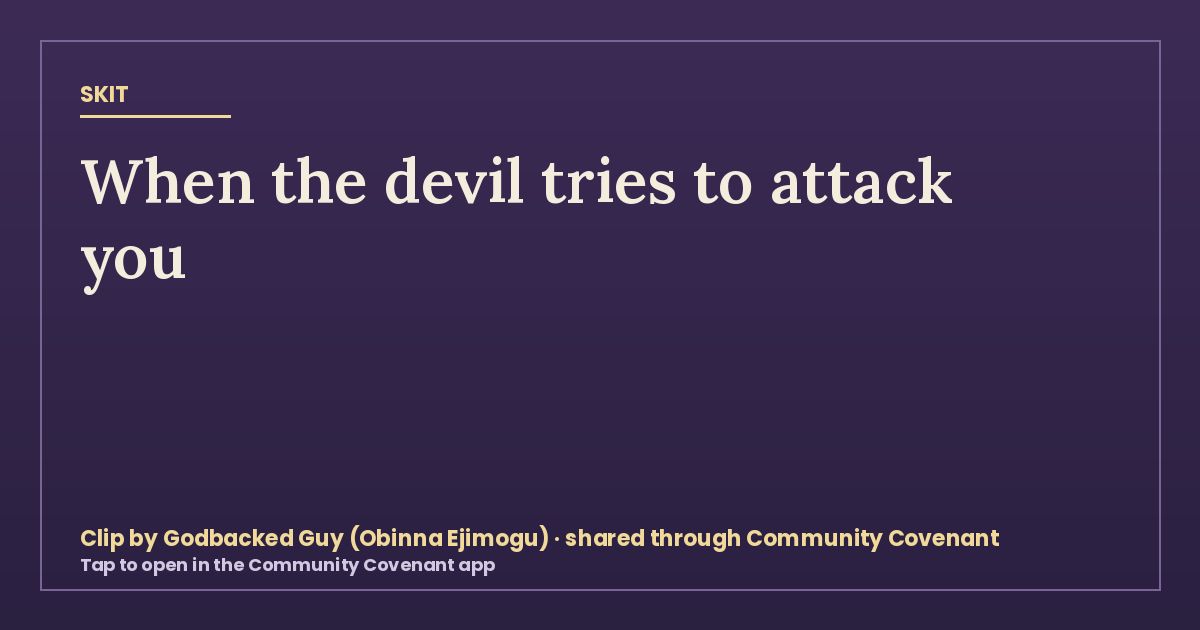 SKIT
When the devil tries to attack
you
Clip by Godbacked Guy (Obinna Ejimogu) · shared through Community Covenant
Tap to open in the Community Covenant app